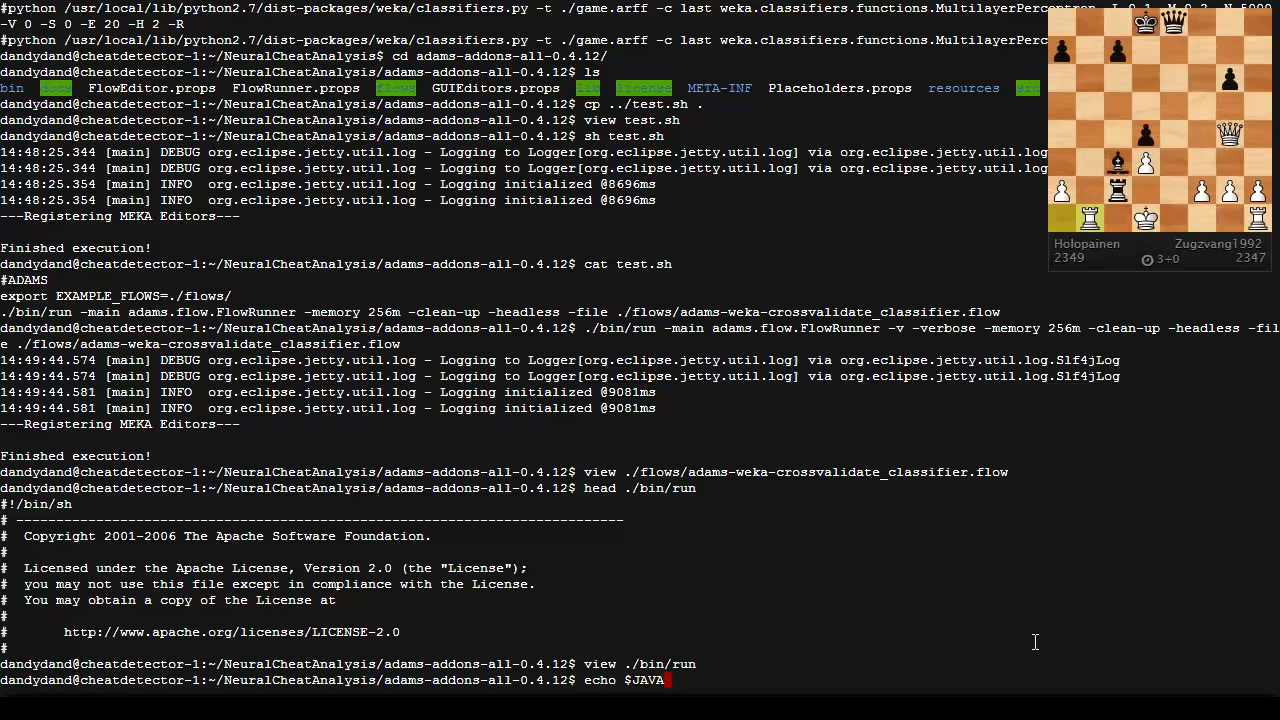 #python /usr/local/lib/python2.7/dist-packages/weka/classifiers.py -t ./game.arff -c last weka.classifiers.functions.MultilayerPerceptron
-V 0 -S 0 -E 20 -H 2 -R
#python /usr/local/lib/python2.7/dist-packages/weka/classifiers.py -t ./game.arff -c last weka.classifiers.functions.MultilayerPerc
dandydand@cheatdetector-1:~/NeuralCheatAnalysis$ cd adams-addons-all-0.4.12/
dandydand@cheatdetector-1:~/NeuralCheatAnalysis/adams-addons-all-0.4.12$ ls
bin docs FlowEditor.props FlowRunner.props flows GUIEditors.props lib license META-INF Placeholders.props resources src
dandydand@cheatdetector-1:~/NeuralCheatAnalysis/adams-addons-all-0.4.12$ cp ../test.sh .
dandydand@cheatdetector-1:~/NeuralCheatAnalysis/adams-addons-all-0.4.12$ view test.sh
dandydand@cheatdetector-1:~/NeuralCheatAnalysis/adams-addons-all-0.4.12$ sh test.sh
14:48:25.344 [main] DEBUG org.eclipse.jetty.util.log - Logging to Logger[org.eclipse.jetty.util.log] via org.eclipse.jetty.util.log
14:48:25.344 [main] DEBUG org.eclipse.jetty.util.log - Logging to Logger[org.eclipse.jetty.util.log] via org.eclipse.jetty.util.log
14:48:25.354 [main] INFO org.eclipse.jetty.util.log - Logging initialized @8696ms
14:48:25.354 [main] INFO org.eclipse.jetty.util.log - Logging initialized @8696ms
---Registering MEKA Editors---
Finished execution!
dandydand@cheatdetector-1:~/NeuralCheatAnalysis/adams-addons-all-0.4.12$ cat test.sh
#ADAMS
export EXAMPLE_FLOWS=./flows/
./bin/run -main adams.flow.FlowRunner -memory 256m -clean-up -headless -file ./flows/adams-weka-crossvalidate_classifier.flow
dandydand@cheatdetector-1:~/NeuralCheatAnalysis/adams-addons-all-0.4.12$ ./bin/run -main adams.flow.FlowRunner -v -verbose -memory 256m -clean-up -headless -fil
e ./flows/adams-weka-crossvalidate_classifier.flow
14:49:44.574 [main] DEBUG org.eclipse.jetty.util.log - Logging to Logger[org.eclipse.jetty.util.log] via org.eclipse.jetty.util.log.Slf4jLog
14:49:44.574 [main] DEBUG org.eclipse.jetty.util.log - Logging to Logger[org.eclipse.jetty.util.log] via org.eclipse.jetty.util.log.Slf4jLog
14:49:44.581 [main] INFO org.eclipse.jetty.util.log - Logging initialized @9081ms
14:49:44.581 [main] INFO org.eclipse.jetty.util.log - Logging initialized @9081ms
---Registering MEKA Editors---
Finished execution!
dandydand@cheatdetector-1:~/NeuralCheatAnalysis/adams-addons-all-0.4.12$ view ./flows/adams-weka-crossvalidate_classifier.flow
dandydand@cheatdetector-1:~/NeuralCheatAnalysis/adams-addons-all-0.4.12$ head ./bin/run
#!/bin/sh
# ----------------------------------------------------------------------------
# Copyright 2001-2006 The Apache Software Foundation.
#
# Licensed under the Apache License, Version 2.0 (the "License");
# you may not use this file except in compliance with the License.
# You may obtain a copy of the License at
#
# http://www.apache.org/licenses/LICENSE-2.0
#
dandydand@cheatdetector-1:~/NeuralCheatAnalysis/adams-addons-all-0.4.12$ view ./bin/run
dandydand@cheatdetector-1:~/NeuralCheatAnalysis/adams-addons-all-0.4.12$ echo $JAVA
Holopainen Zugzvang1992
2349 3+0 2347